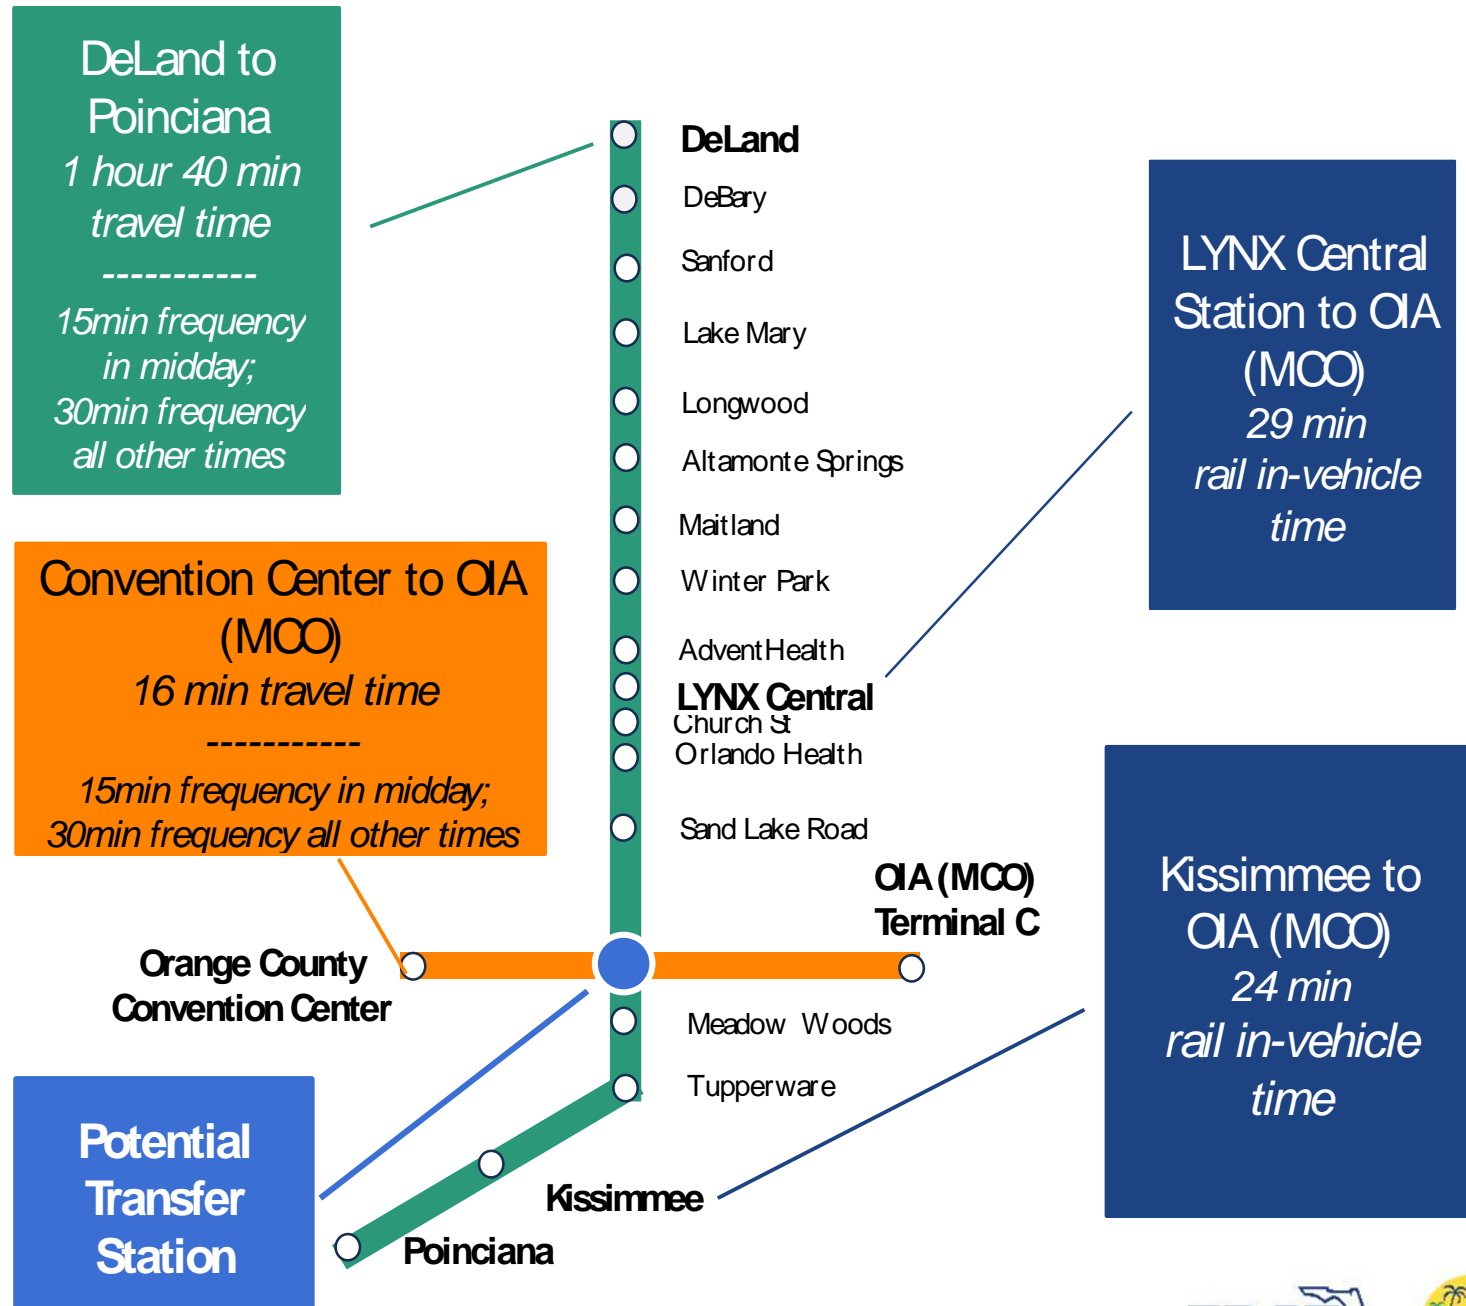 DeLand to
Poinciana
1 hour 40 min
travel time
-----------
15min frequency
in midday;
30min frequency
all other times
DeLand
DeBary
Sanford
Lake Mary
Longwood
Altamonte Springs
Maitland
Winter Park
AdventHealth
LYNX Central
Church St
Orlando Health
Sand Lake Road
LYNX Central
Station to OIA
(MCO)
29 min
rail in-vehicle
time
Convention Center to OIA
(MCO)
16 min travel time
-----------
15min frequency in midday;
30min frequency all other times
OIA (MCO)
Terminal C
Orange County
Convention Center
Meadow Woods
Tupperware
Kissimmee
Poinciana
Kissimmee to
OIA (MCO)
24 min
rail in-vehicle
time
Potential
Transfer
Station